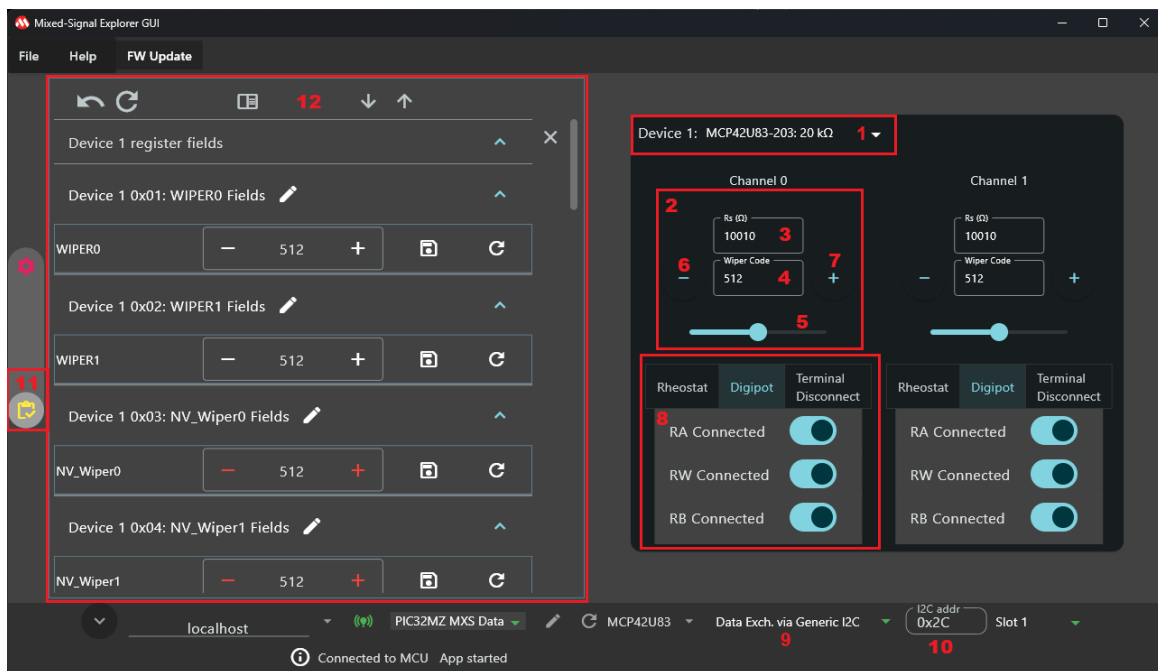 Mixed-Signal Explorer GUI
File Help FW Update
12
Device 1 register fields
Device 1 0x01: WIPER0 Fields
WIPER0 − 512 +
Device 1 0x02: WIPER1 Fields
WIPER1 − 512 +
11
Device 1 0x03: NV_Wiper0 Fields
NV_Wiper0 − 512 +
Device 1 0x04: NV_Wiper1 Fields
NV_Wiper1 − 512 +
Device 1: MCP42U83-203: 20 kΩ 1
Channel 0
2
Rs (Ω)
10010 3
6 Wiper Code 7
− 512 4 +
5
Rheostat Digipot Terminal Disconnect
8
RA Connected
RW Connected
RB Connected
Channel 1
Rs (Ω)
10010
Wiper Code
− 512 +
Rheostat Digipot Terminal Disconnect
RA Connected
RW Connected
RB Connected
localhost PIC32MZ MXS Data MCP42U83 Data Exch. via Generic I2C I2C addr 0x2C Slot 1
9 10
Connected to MCU App started